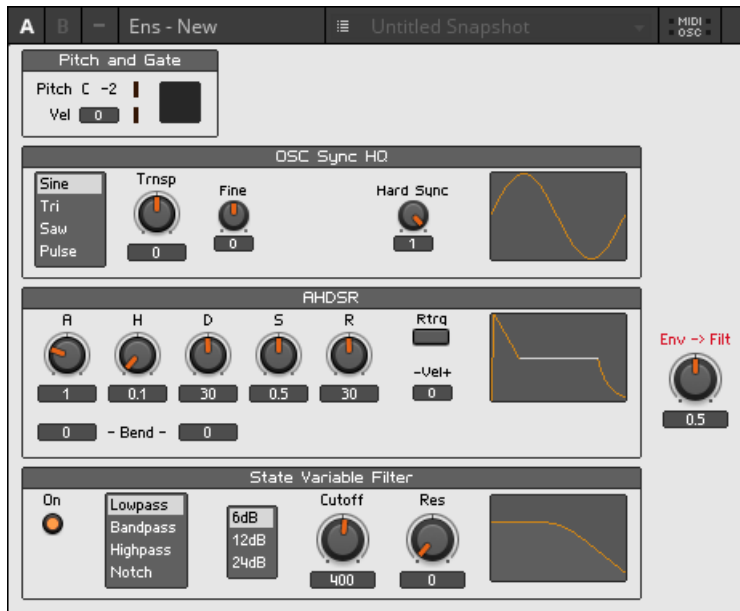 A B – Ens - New Untitled Snapshot MIDI OSC
Pitch and Gate
Pitch C -2
Vel 0
OSC Sync HQ
Sine
Tri
Saw
Pulse
Trnsp
0
Fine
0
Hard Sync
1
AHDSR
A H D S R
1 0.1 30 0.5 30
0 - Bend - 0
Rtrg
-Vel+
0
Env -> Filt
0.5
State Variable Filter
On
Lowpass
Bandpass
Highpass
Notch
6dB
12dB
24dB
Cutoff
400
Res
0